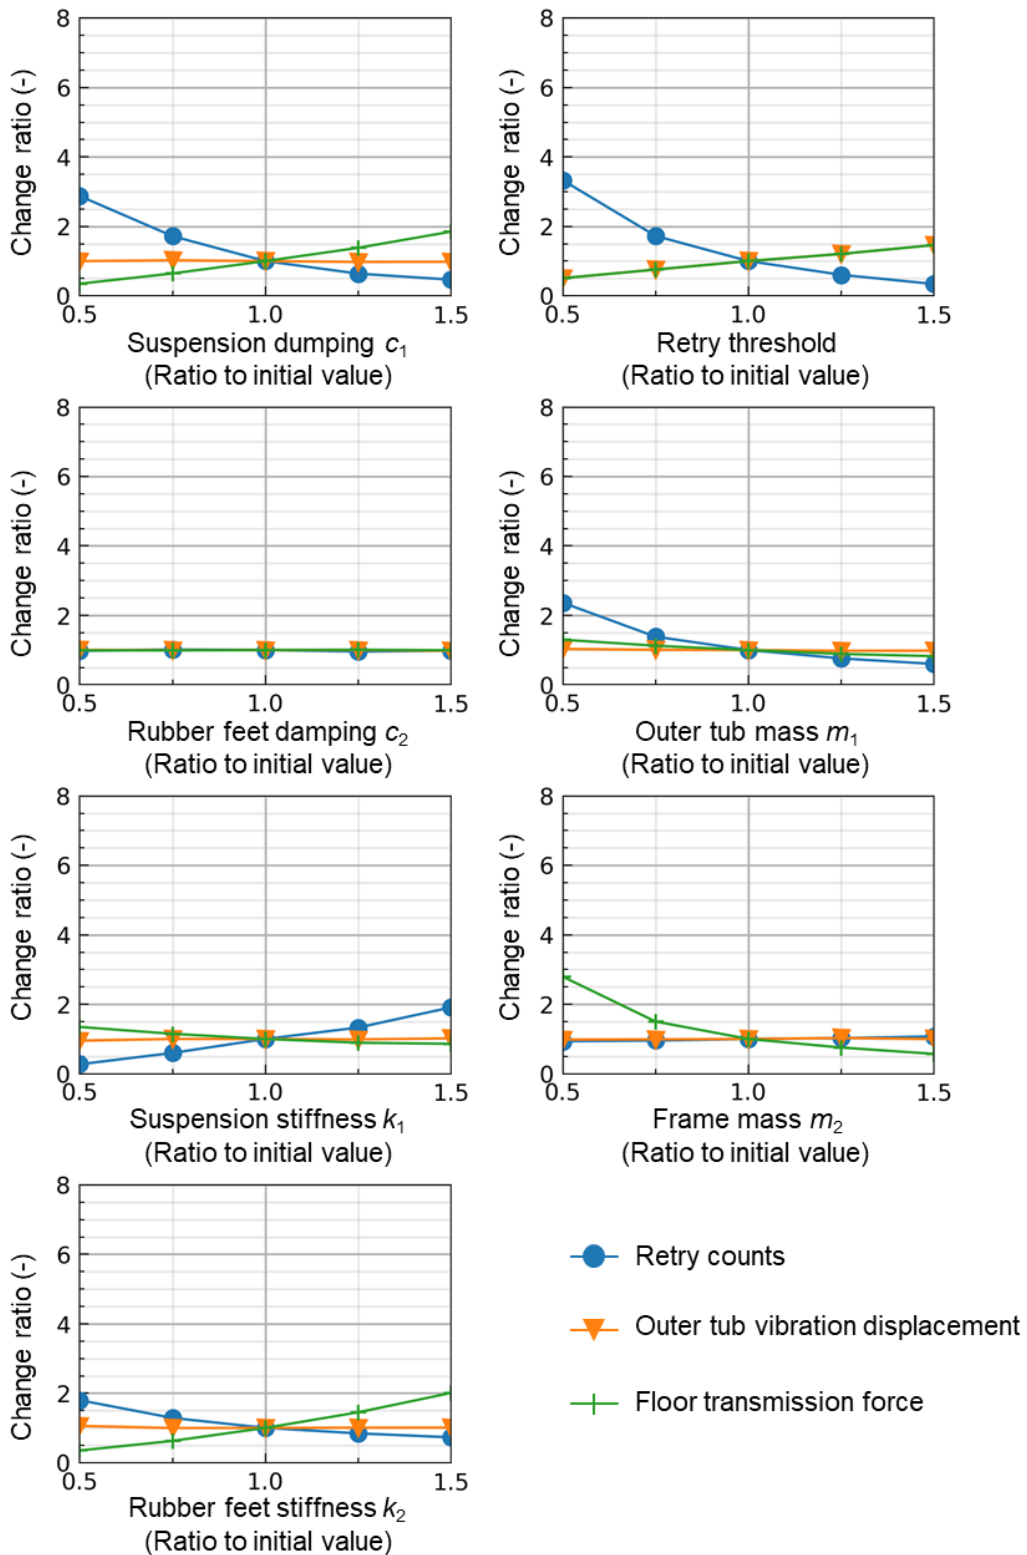 8
6
4
2
0
Change ratio (-)
0.5 1.0 1.5
Suspension dumping c1
(Ratio to initial value)
8
6
4
2
0
Change ratio (-)
0.5 1.0 1.5
Retry threshold
(Ratio to initial value)
8
6
4
2
0
Change ratio (-)
0.5 1.0 1.5
Rubber feet damping c2
(Ratio to initial value)
8
6
4
2
0
Change ratio (-)
0.5 1.0 1.5
Outer tub mass m1
(Ratio to initial value)
8
6
4
2
0
Change ratio (-)
0.5 1.0 1.5
Suspension stiffness k1
(Ratio to initial value)
8
6
4
2
0
Change ratio (-)
0.5 1.0 1.5
Frame mass m2
(Ratio to initial value)
8
6
4
2
0
Change ratio (-)
0.5 1.0 1.5
Rubber feet stiffness k2
(Ratio to initial value)
Retry counts
Outer tub vibration displacement
Floor transmission force